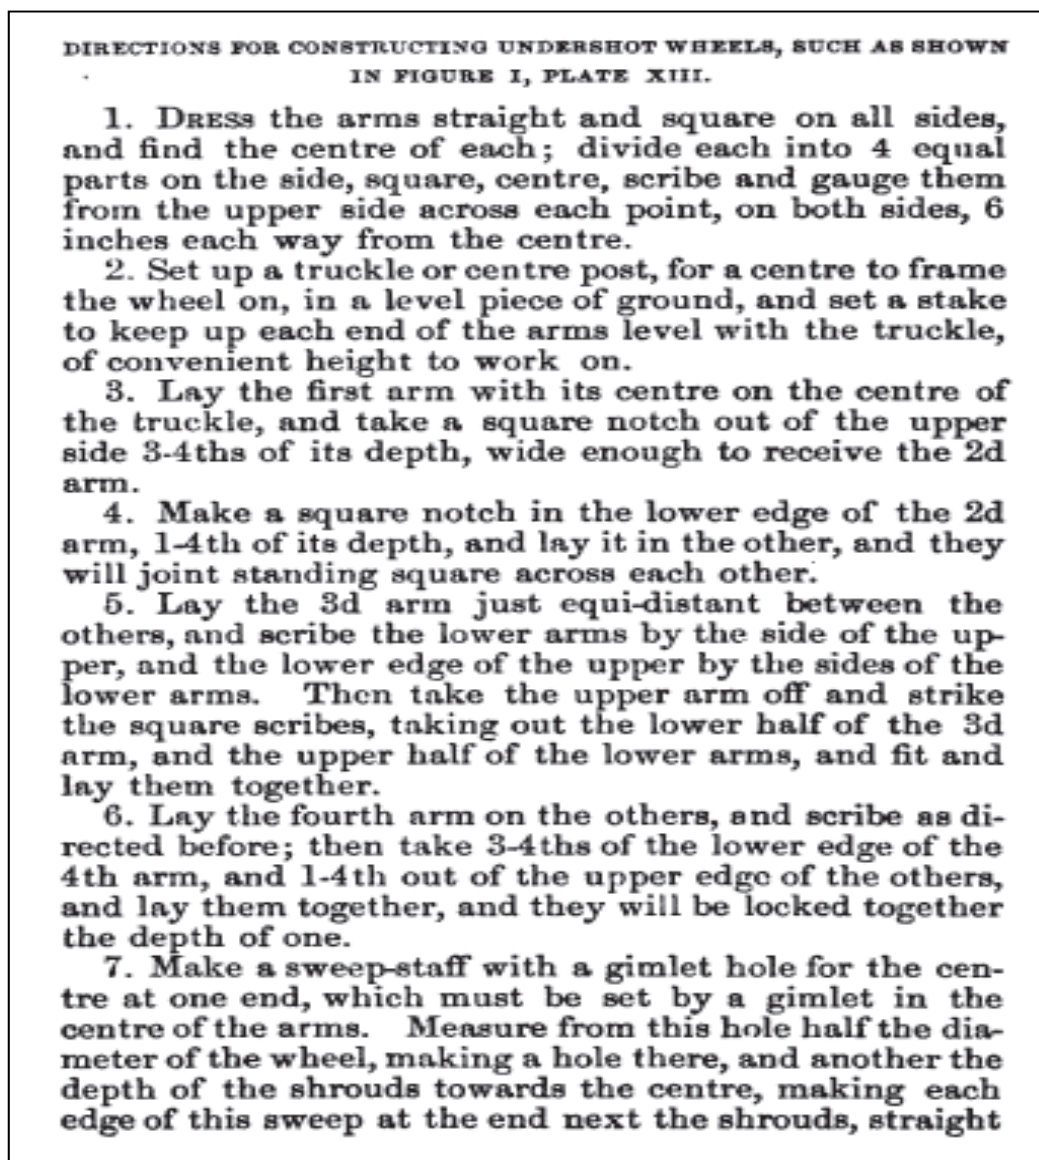 DIRECTIONS FOR CONSTRUCTING UNDERSHOT WHEELS, SUCH AS SHOWN
IN FIGURE I, PLATE XIII.
1. DRESS the arms straight and square on all sides,
and find the centre of each; divide each into 4 equal
parts on the side, square, centre, scribe and gauge them
from the upper side across each point, on both sides, 6
inches each way from the centre.
2. Set up a truckle or centre post, for a centre to frame
the wheel on, in a level piece of ground, and set a stake
to keep up each end of the arms level with the truckle,
of convenient height to work on.
3. Lay the first arm with its centre on the centre of
the truckle, and take a square notch out of the upper
side 3-4ths of its depth, wide enough to receive the 2d
arm.
4. Make a square notch in the lower edge of the 2d
arm, 1-4th of its depth, and lay it in the other, and they
will joint standing square across each other.
5. Lay the 3d arm just equi-distant between the
others, and scribe the lower arms by the side of the up-
per, and the lower edge of the upper by the sides of the
lower arms. Then take the upper arm off and strike
the square scribes, taking out the lower half of the 3d
arm, and the upper half of the lower arms, and fit and
lay them together.
6. Lay the fourth arm on the others, and scribe as di-
rected before; then take 3-4ths of the lower edge of the
4th arm, and 1-4th out of the upper edge of the others,
and lay them together, and they will be locked together
the depth of one.
7. Make a sweep-staff with a gimlet hole for the cen-
tre at one end, which must be set by a gimlet in the
centre of the arms. Measure from this hole half the dia-
meter of the wheel, making a hole there, and another the
depth of the shrouds towards the centre, making each
edge of this sweep at the end next the shrouds, straight